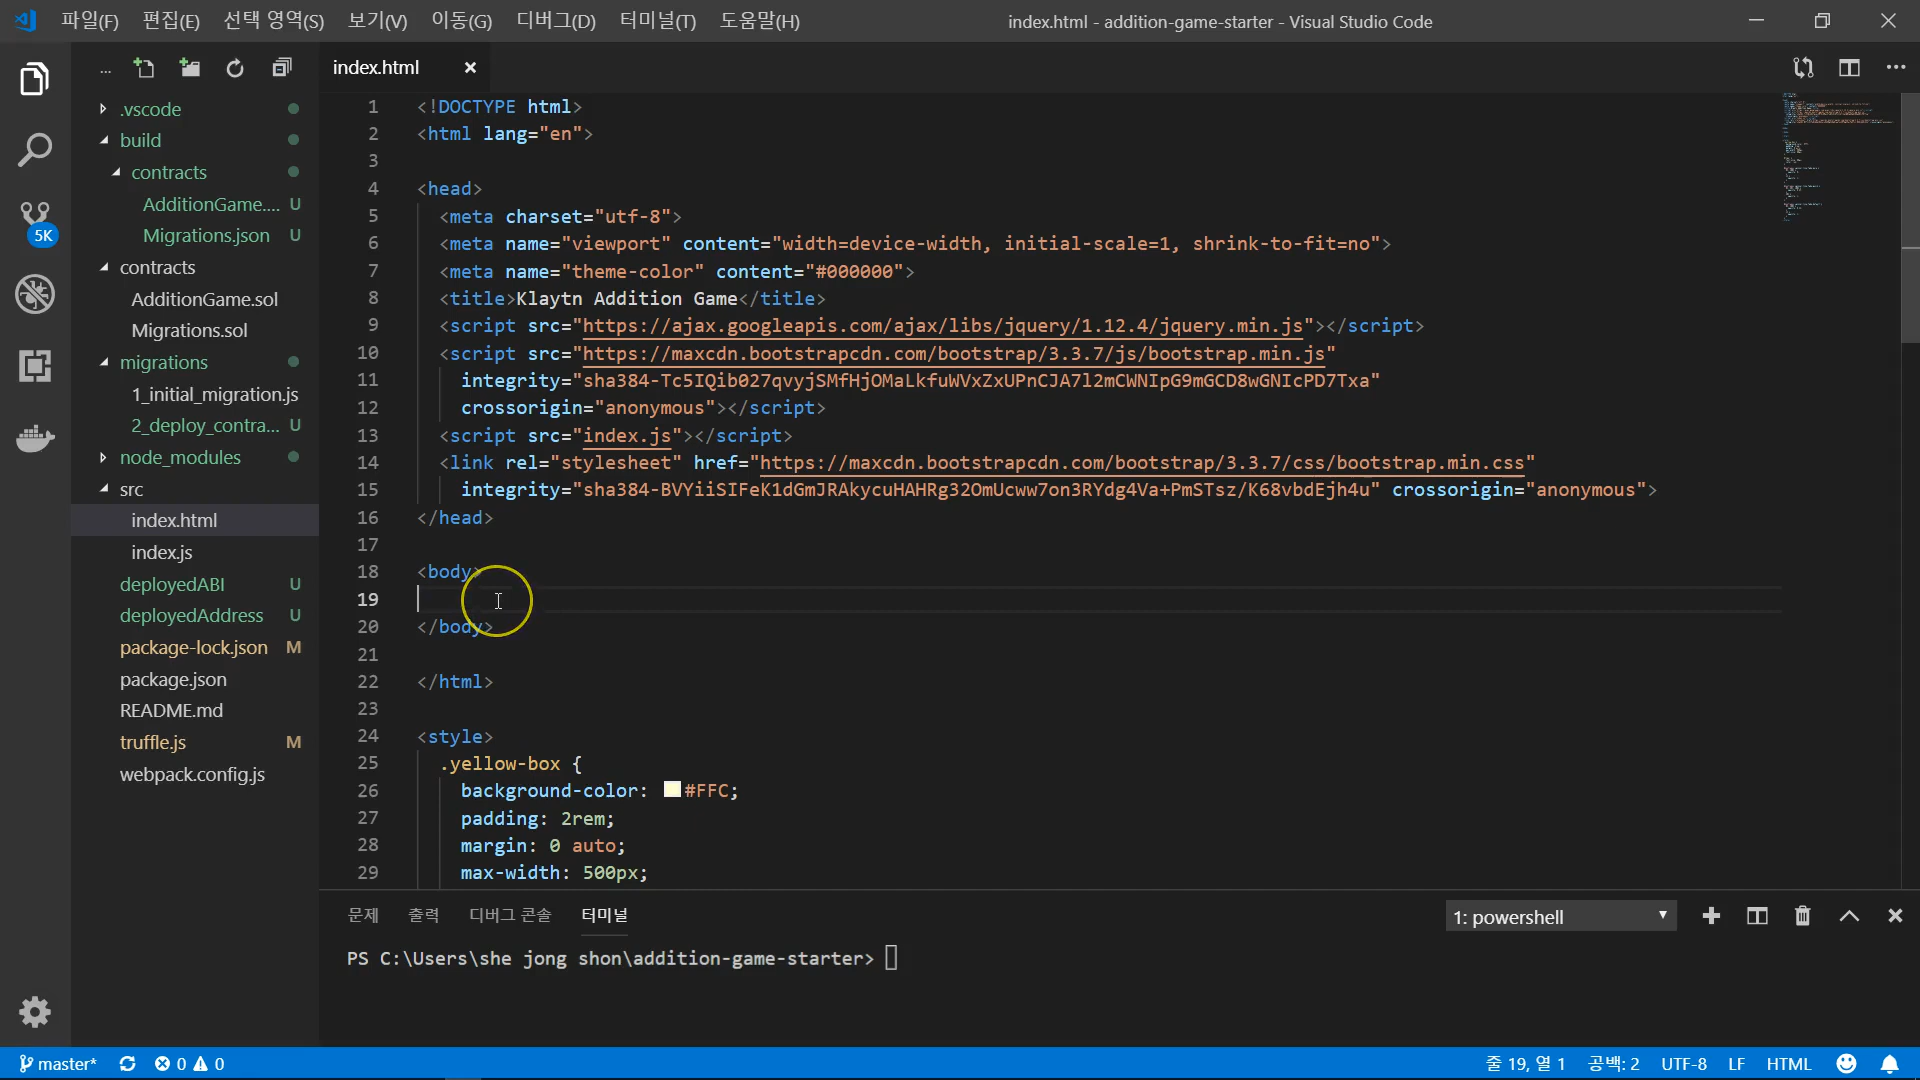 파일(F) 편집(E) 선택 영역(S) 보기(V) 이동(G) 디버그(D) 터미널(T) 도움말(H)
index.html - addition-game-starter - Visual Studio Code
...
index.html
.vscode
build
contracts
AdditionGame.... U
Migrations.json U
contracts
AdditionGame.sol
Migrations.sol
migrations
1_initial_migration.js
2_deploy_contra... U
node_modules
src
index.html
index.js
deployedABI U
deployedAddress U
package-lock.json M
package.json
README.md
truffle.js M
webpack.config.js
5K
1 <!DOCTYPE html>
2 <html lang="en">
3
4 <head>
5 <meta charset="utf-8">
6 <meta name="viewport" content="width=device-width, initial-scale=1, shrink-to-fit=no">
7 <meta name="theme-color" content="#000000">
8 <title>Klaytn Addition Game</title>
9 <script src="https://ajax.googleapis.com/ajax/libs/jquery/1.12.4/jquery.min.js"></script>
10 <script src="https://maxcdn.bootstrapcdn.com/bootstrap/3.3.7/js/bootstrap.min.js"
11 integrity="sha384-Tc5IQib027qvyjSMfHjOMaLkfuWVxZxUPnCJA7l2mCWNIpG9mGCD8wGNIcPD7Txa"
12 crossorigin="anonymous"></script>
13 <script src="index.js"></script>
14 <link rel="stylesheet" href="https://maxcdn.bootstrapcdn.com/bootstrap/3.3.7/css/bootstrap.min.css"
15 integrity="sha384-BVYiiSIFeK1dGmJRAkycuHAHRg32OmUcww7on3RYdg4Va+PmSTsz/K68vbdEjh4u" crossorigin="anonymous">
16 </head>
17
18 <body>
19
20 </body>
21
22 </html>
23
24 <style>
25 .yellow-box {
26 background-color: #FFC;
27 padding: 2rem;
28 margin: 0 auto;
29 max-width: 500px;
문제 출력 디버그 콘솔 터미널
1: powershell
PS C:\Users\she jong shon\addition-game-starter>
master* 0 0
줄 19, 열 1 공백: 2 UTF-8 LF HTML